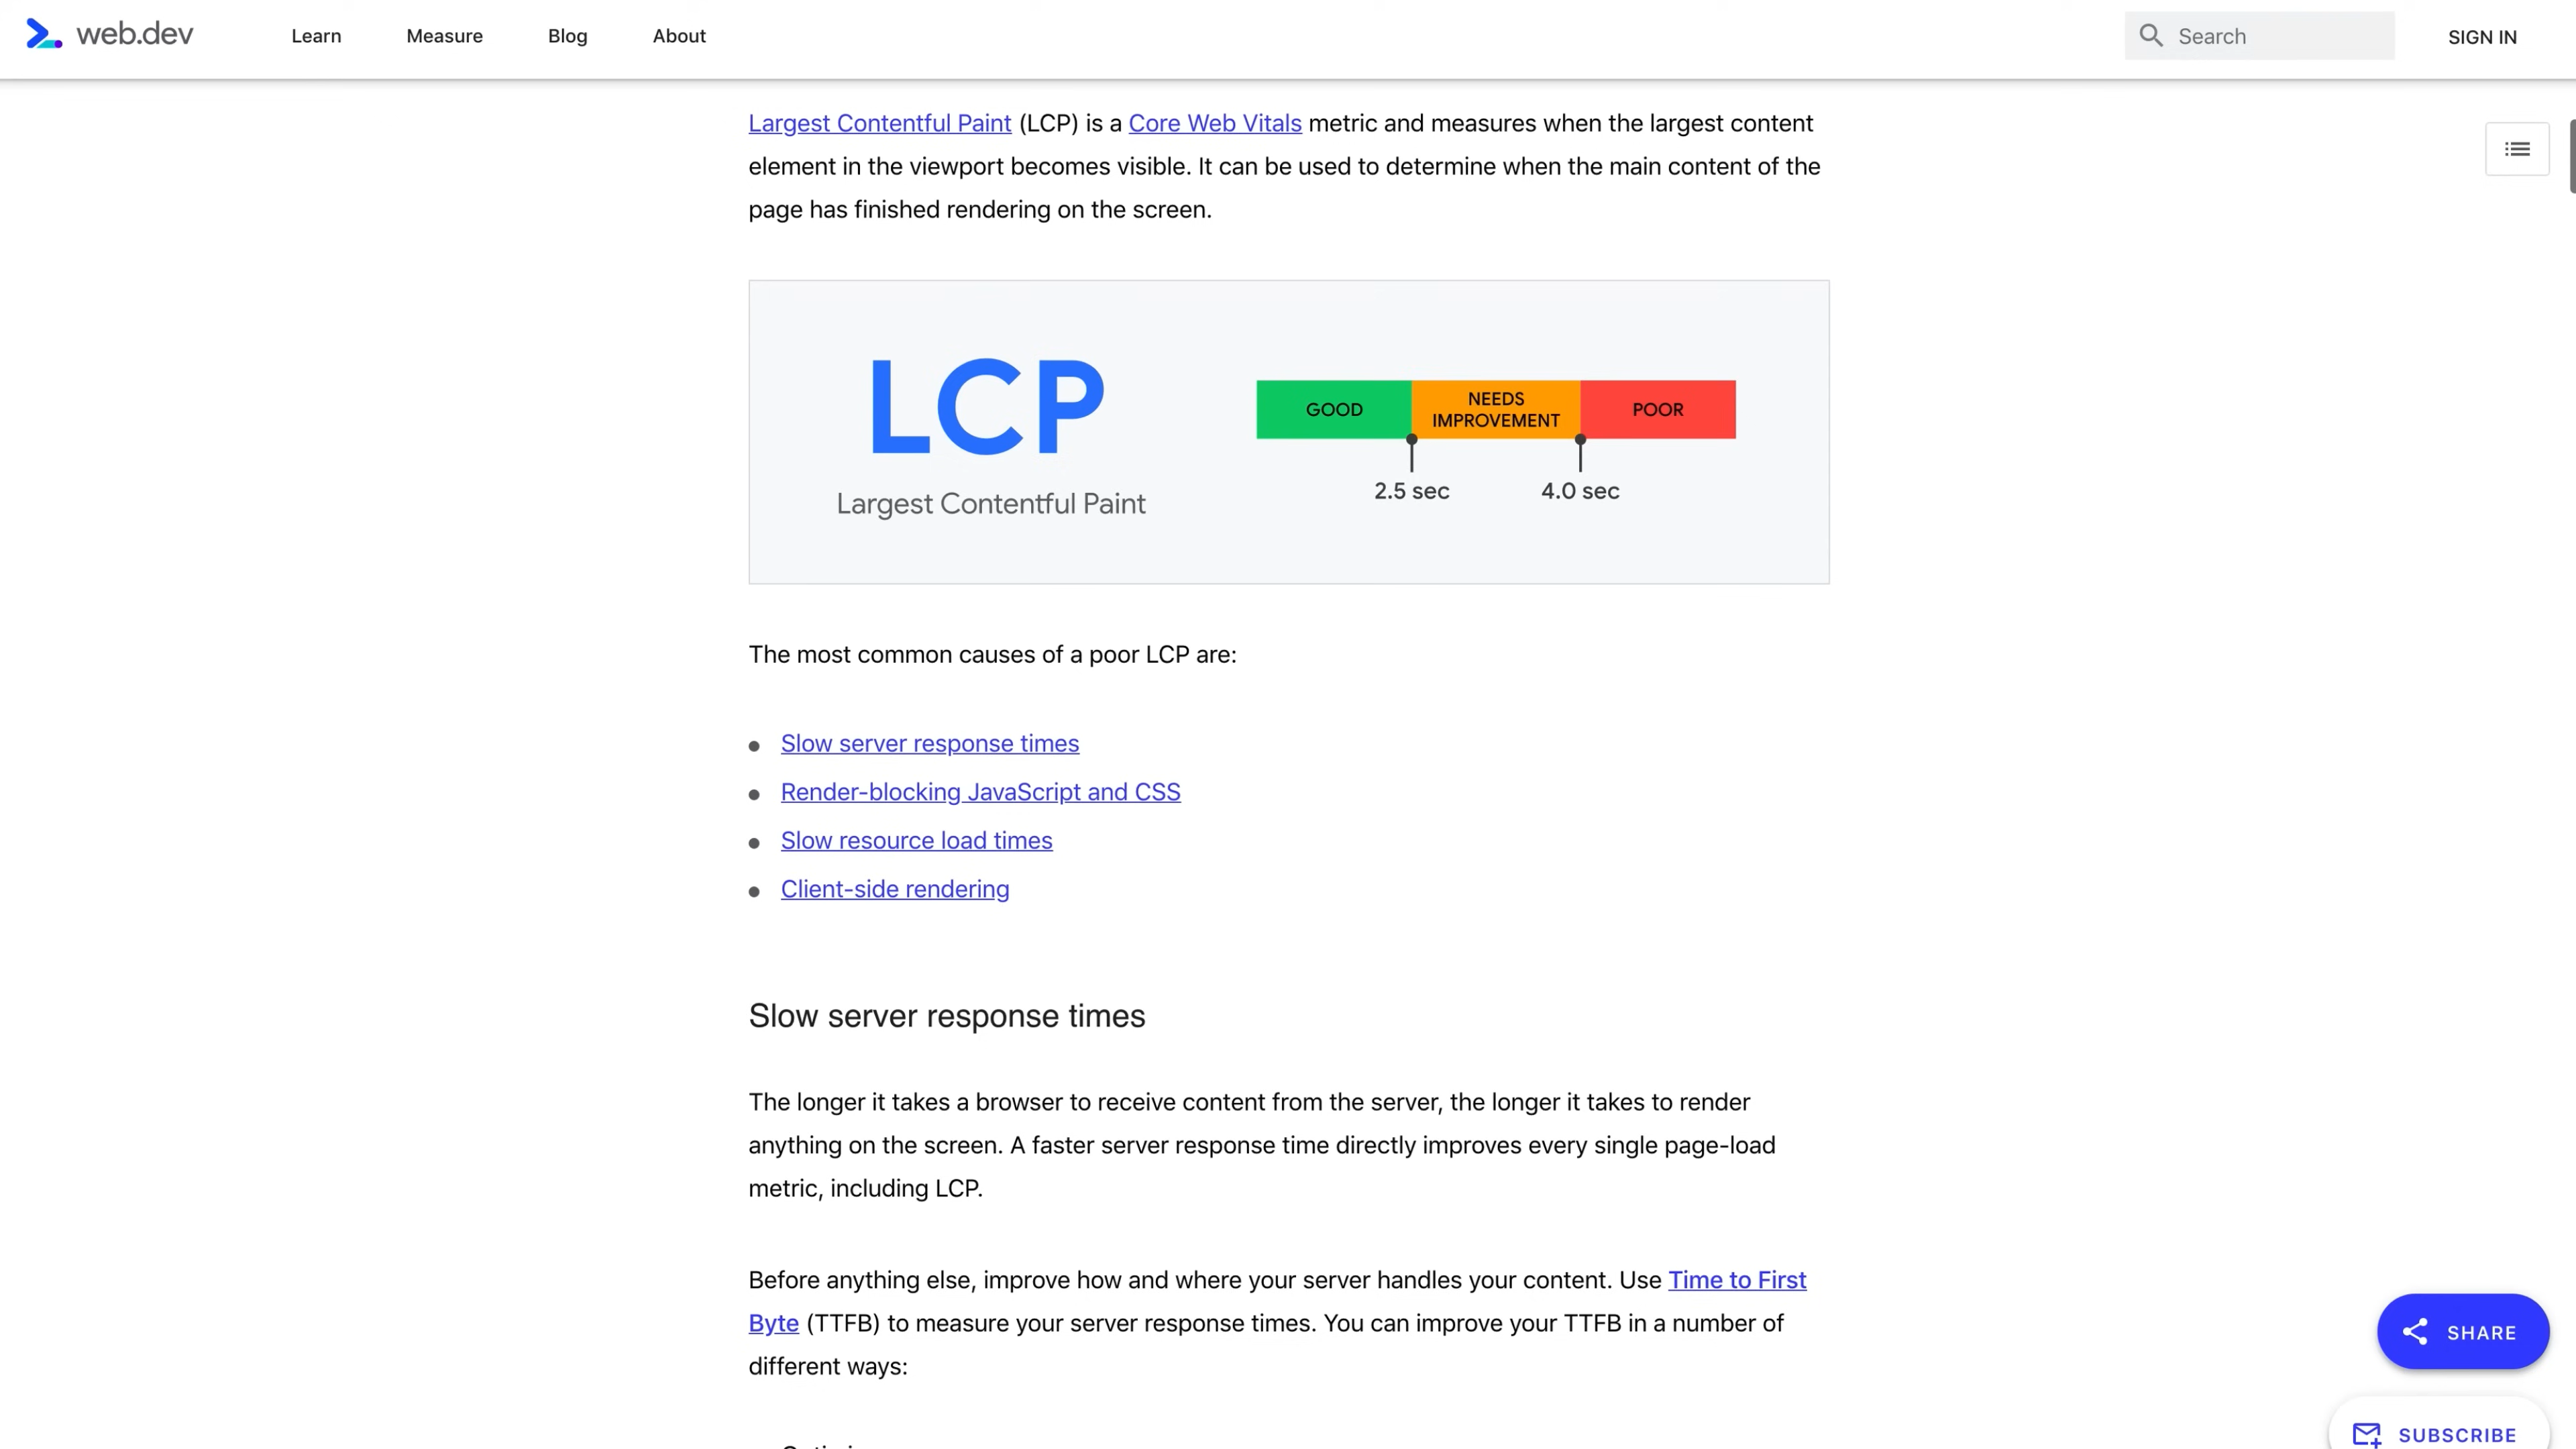 web.dev
Learn
Measure
Blog
About
Search
SIGN IN
Largest Contentful Paint (LCP) is a Core Web Vitals metric and measures when the largest content
element in the viewport becomes visible. It can be used to determine when the main content of the
page has finished rendering on the screen.
LCP
Largest Contentful Paint
GOOD
NEEDS
IMPROVEMENT
POOR
2.5 sec
4.0 sec
The most common causes of a poor LCP are:
Slow server response times
Render-blocking JavaScript and CSS
Slow resource load times
Client-side rendering
Slow server response times
The longer it takes a browser to receive content from the server, the longer it takes to render
anything on the screen. A faster server response time directly improves every single page-load
metric, including LCP.
Before anything else, improve how and where your server handles your content. Use Time to First
Byte (TTFB) to measure your server response times. You can improve your TTFB in a number of
different ways:
SHARE
SUBSCRIBE